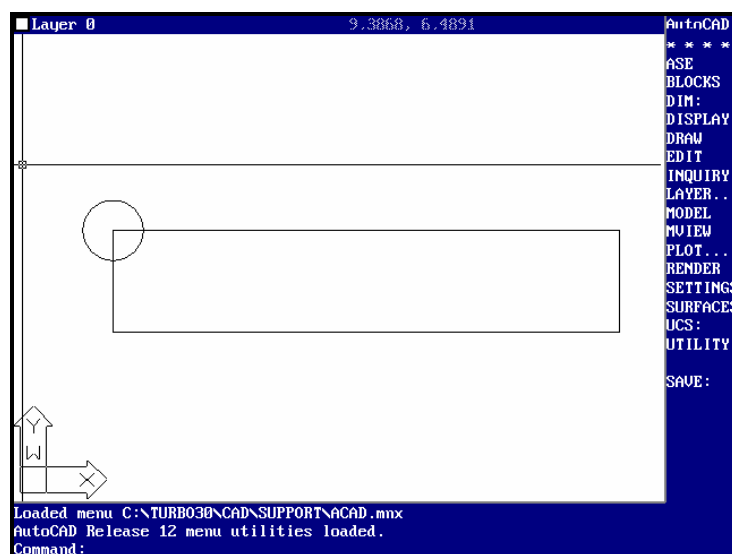 Layer 0
9.3868, 6.4891
AutoCAD
* * * *
ASE
BLOCKS
DIM:
DISPLAY
DRAW
EDIT
INQUIRY
LAYER..
MODEL
MVIEW
PLOT...
RENDER
SETTINGS
SURFACES
UCS:
UTILITY
SAVE:
Y
W
X
Loaded menu C:\TURBO30\CAD\SUPPORT\ACAD.mnx
AutoCAD Release 12 menu utilities loaded.
Command: